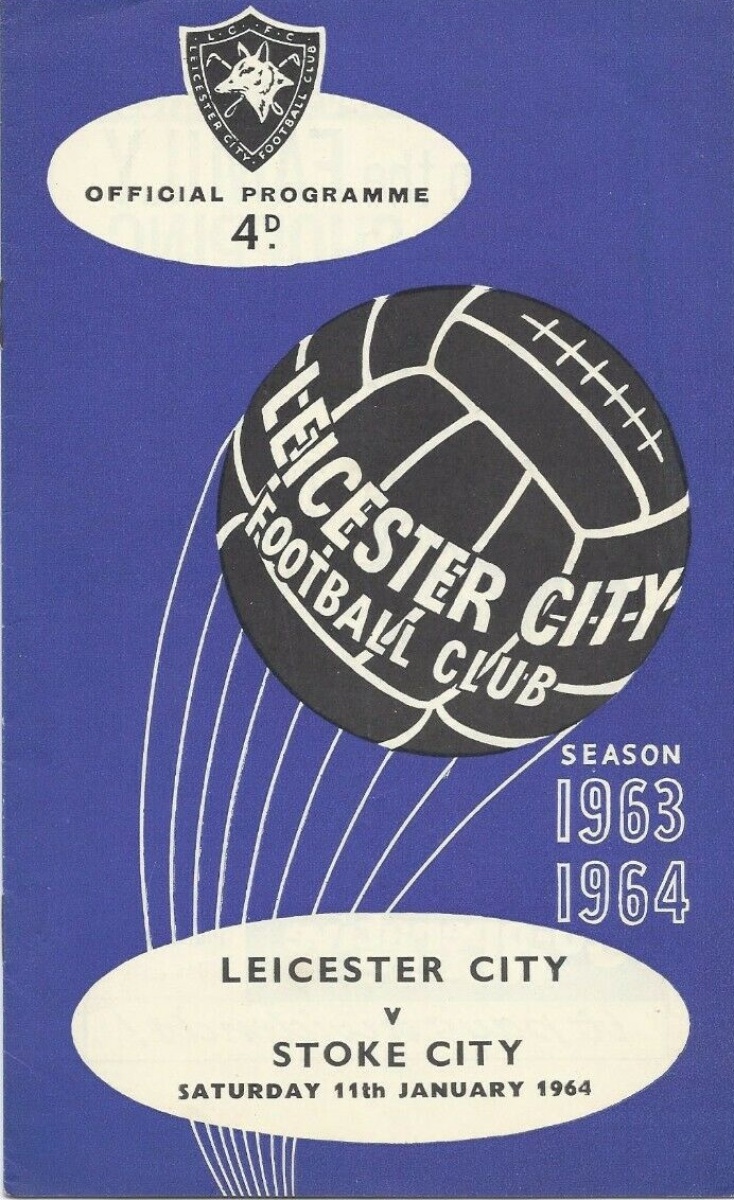 L·C·F·C
LEICESTER CITY·FOOTBALL CLUB
OFFICIAL PROGRAMME
4D.
LEICESTER CITY
FOOTBALL CLUB
SEASON
1963
1964
LEICESTER CITY
V
STOKE CITY
SATURDAY 11th JANUARY 1964